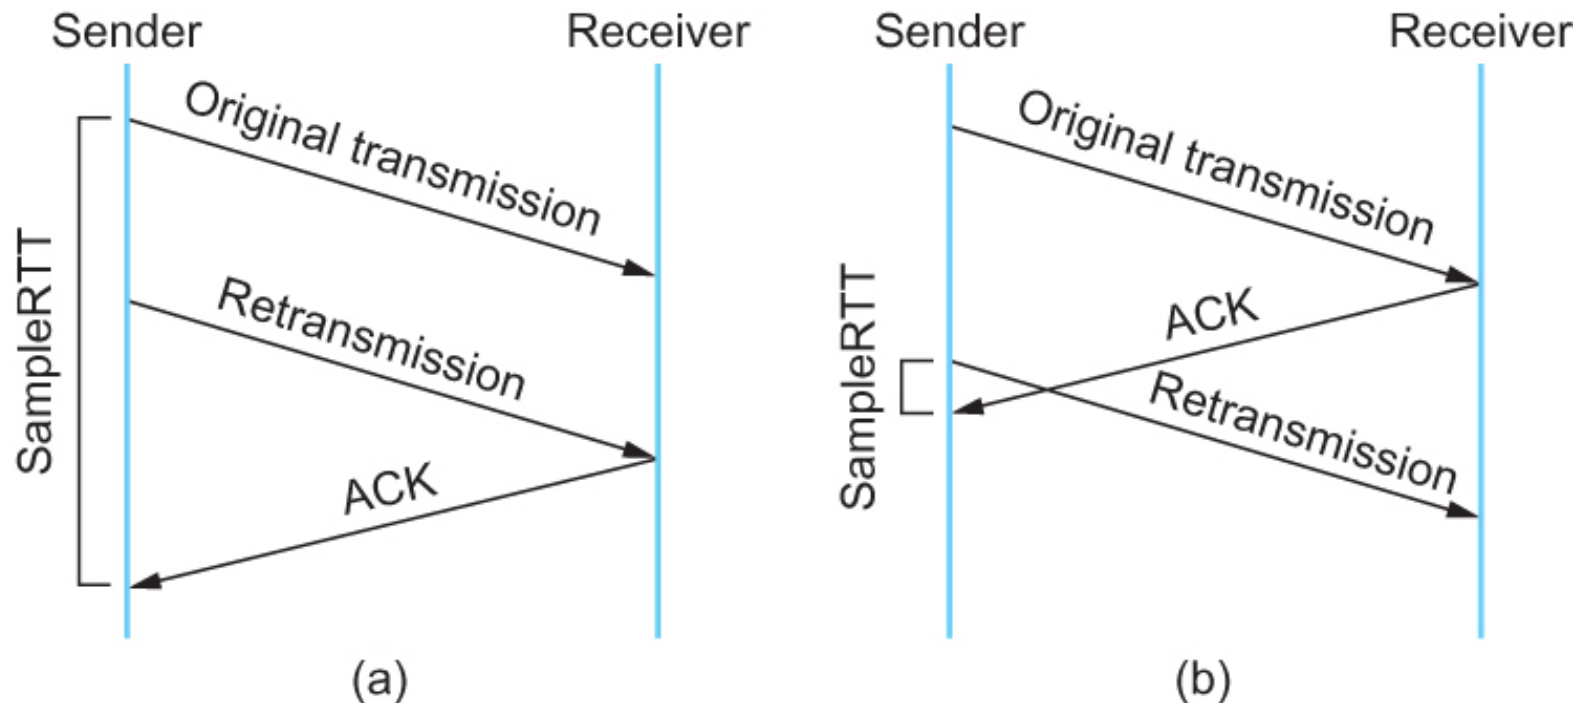 Sender
Receiver
Original transmission
Retransmission
ACK
SampleRTT
(a)
Sender
Receiver
Original transmission
ACK
Retransmission
SampleRTT
(b)